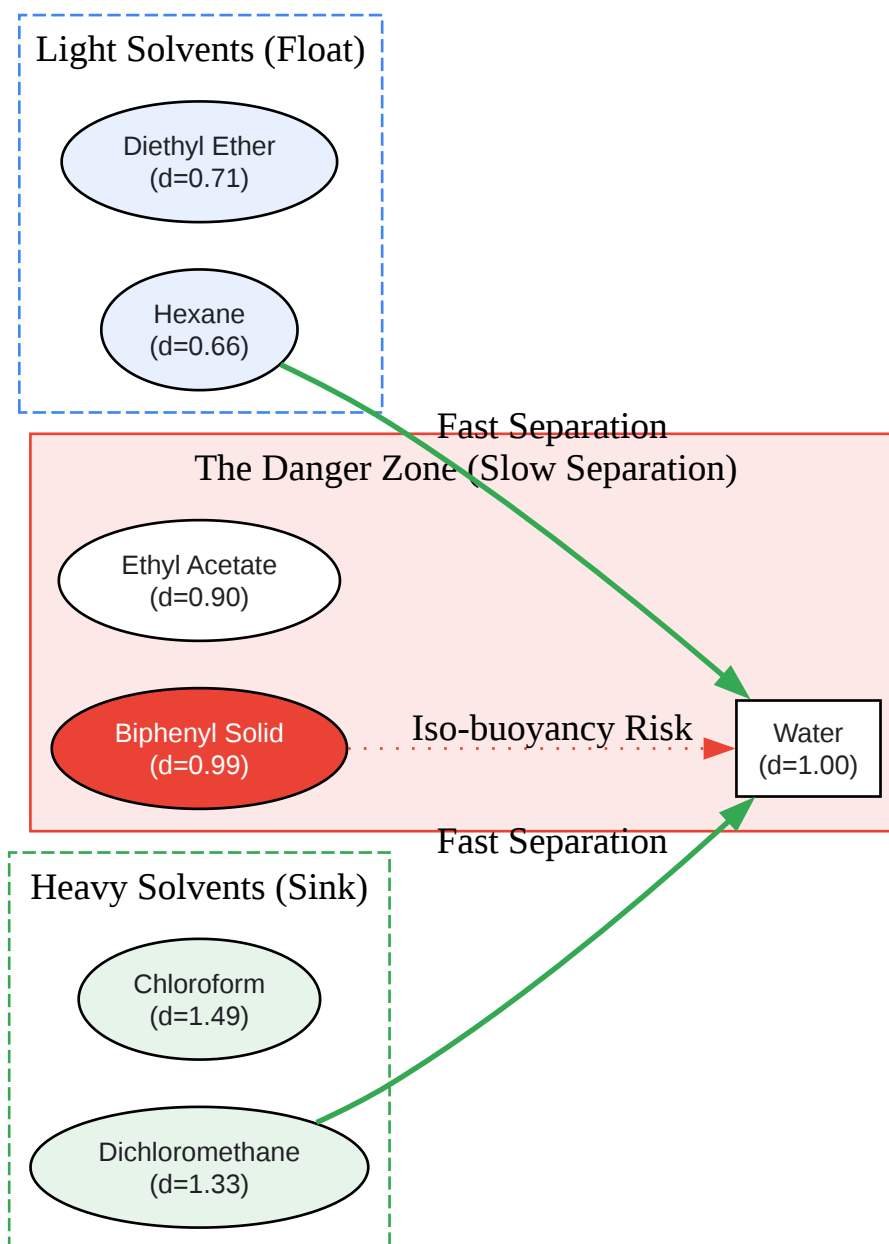 Light Solvents (Float)
Diethyl Ether
(d=0.71)
Hexane
(d=0.66)
Fast Separation
The Danger Zone (Slow Separation)
Ethyl Acetate
(d=0.90)
Biphenyl Solid
(d=0.99)
Iso-buoyancy Risk
Water
(d=1.00)
Fast Separation
Heavy Solvents (Sink)
Chloroform
(d=1.49)
Dichloromethane
(d=1.33)